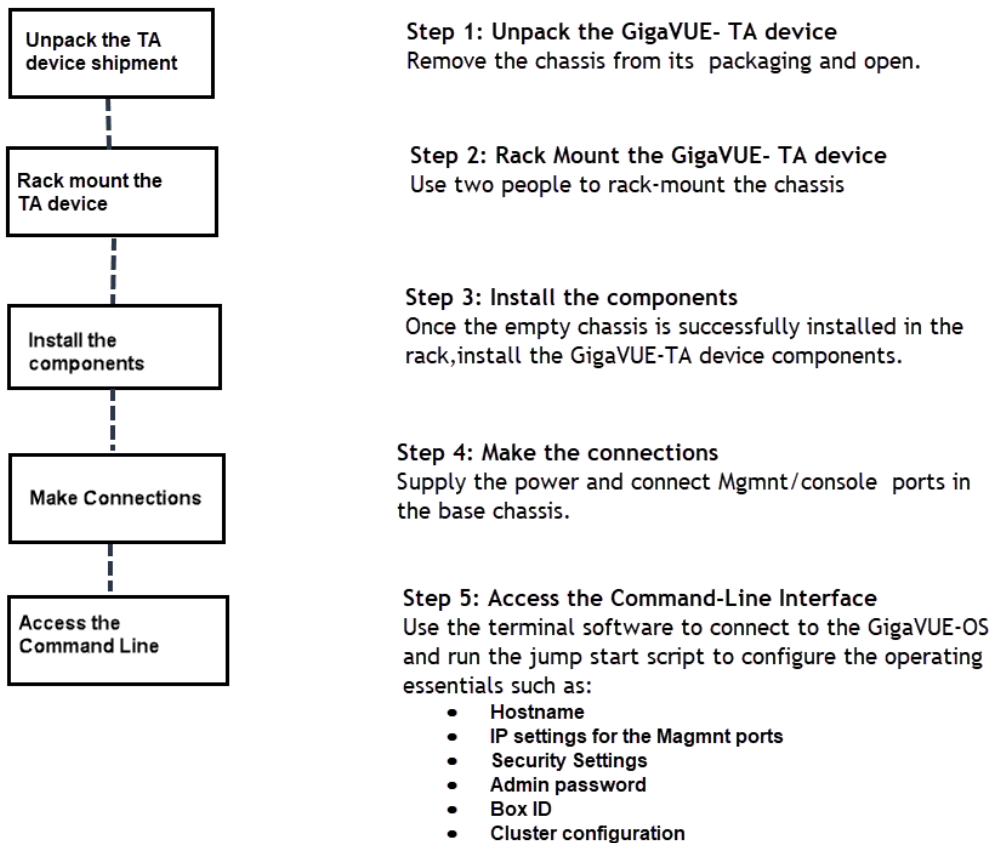 Unpack the TA
device shipment
Step 1: Unpack the GigaVUE- TA device
Remove the chassis from its packaging and open.
Rack mount the
TA device
Step 2: Rack Mount the GigaVUE- TA device
Use two people to rack-mount the chassis
Install the
components
Step 3: Install the components
Once the empty chassis is successfully installed in the
rack,install the GigaVUE-TA device components.
Make Connections
Step 4: Make the connections
Supply the power and connect Mgmnt/console ports in
the base chassis.
Access the
Command Line
Step 5: Access the Command-Line Interface
Use the terminal software to connect to the GigaVUE-OS
and run the jump start script to configure the operating
essentials such as:
• Hostname
• IP settings for the Magmnt ports
• Security Settings
• Admin password
• Box ID
• Cluster configuration